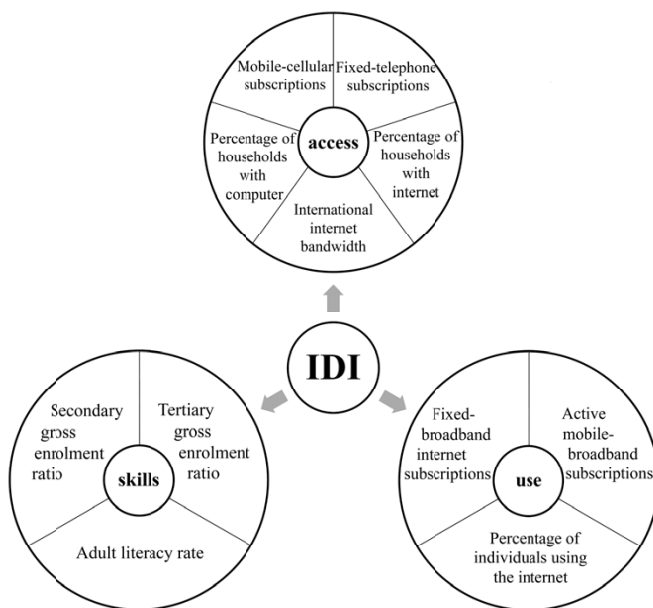 Mobile-cellular
subscriptions
Fixed-telephone
subscriptions
Percentage of
households
with
computer
access
Percentage of
households
with
internet
International
internet
bandwidth
IDI
Secondary
gross
enrolment
ratio
Tertiary
gross
enrolment
ratio
skills
Adult literacy rate
Fixed-
broadband
internet
subscriptions
Active
mobile-
broadband
subscriptions
use
Percentage of
individuals using
the internet